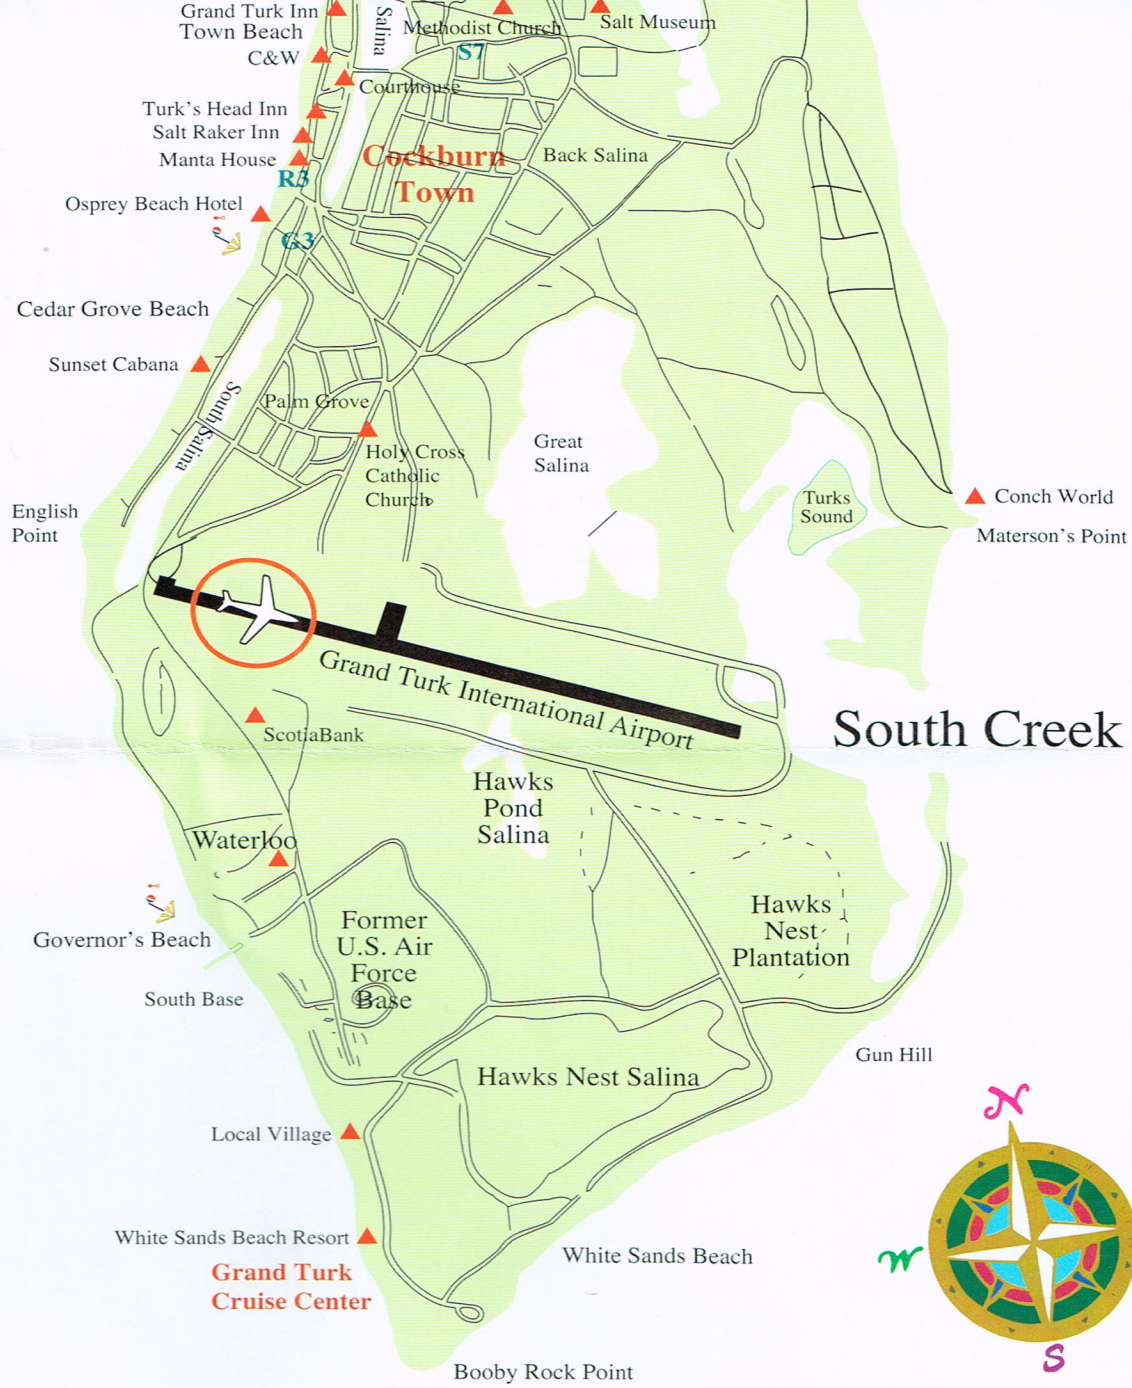 Grand Turk Inn
Town Beach
Salina
Methodist Church
Salt Museum
C&W
S7
Courthouse
Turk's Head Inn
Salt Raker Inn
Manta House
Cockburn
Town
Back Salina
R3
Osprey Beach Hotel
G3
Cedar Grove Beach
Sunset Cabana
South Salina
Palm Grove
Holy Cross
Catholic
Church
Great
Salina
English
Point
Turks
Sound
Conch World
Materson's Point
Grand Turk International Airport
South Creek
ScotiaBank
Hawks
Pond
Salina
Waterloo
Governor's Beach
Former
U.S. Air
Force
Base
Hawks
Nest
Plantation
South Base
Gun Hill
Hawks Nest Salina
Local Village
White Sands Beach Resort
Grand Turk
Cruise Center
White Sands Beach
Booby Rock Point
N
W
S